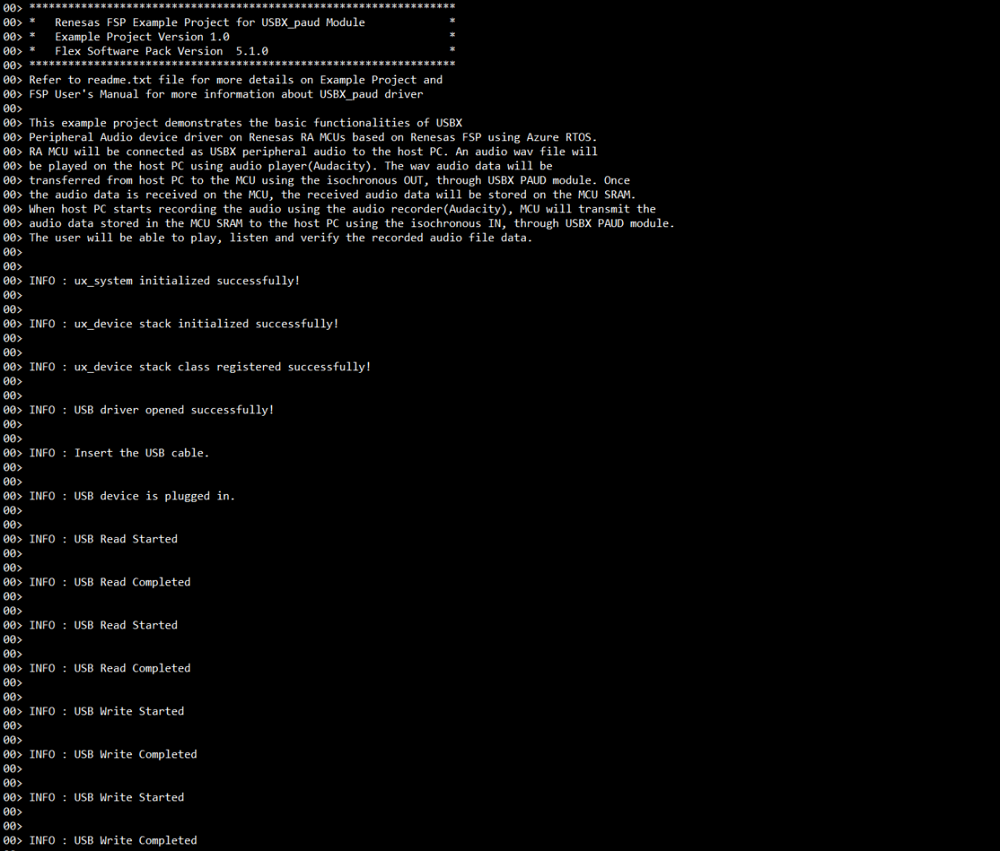 00> ******************************************************************
00> *   Renesas FSP Example Project for USBX_paud Module             *
00> *   Example Project Version 1.0                                  *
00> *   Flex Software Pack Version  5.1.0                            *
00> ******************************************************************
00> Refer to readme.txt file for more details on Example Project and
00> FSP User's Manual for more information about USBX_paud driver
00>
00> This example project demonstrates the basic functionalities of USBX
00> Peripheral Audio device driver on Renesas RA MCUs based on Renesas FSP using Azure RTOS.
00> RA MCU will be connected as USBX peripheral audio to the host PC. An audio wav file will
00> be played on the host PC using audio player(Audacity). The wav audio data will be
00> transferred from host PC to the MCU using the isochronous OUT, through USBX PAUD module. Once
00> the audio data is received on the MCU, the received audio data will be stored on the MCU SRAM.
00> When host PC starts recording the audio using the audio recorder(Audacity), MCU will transmit the
00> audio data stored in the MCU SRAM to the host PC using the isochronous IN, through USBX PAUD module.
00> The user will be able to play, listen and verify the recorded audio file data.
00>
00>
00> INFO : ux_system initialized successfully!
00>
00>
00> INFO : ux_device stack initialized successfully!
00>
00>
00> INFO : ux_device stack class registered successfully!
00>
00>
00> INFO : USB driver opened successfully!
00>
00>
00> INFO : Insert the USB cable.
00>
00>
00> INFO : USB device is plugged in.
00>
00>
00> INFO : USB Read Started
00>
00>
00> INFO : USB Read Completed
00>
00>
00> INFO : USB Read Started
00>
00>
00> INFO : USB Read Completed
00>
00>
00> INFO : USB Write Started
00>
00>
00> INFO : USB Write Completed
00>
00>
00> INFO : USB Write Started
00>
00>
00> INFO : USB Write Completed